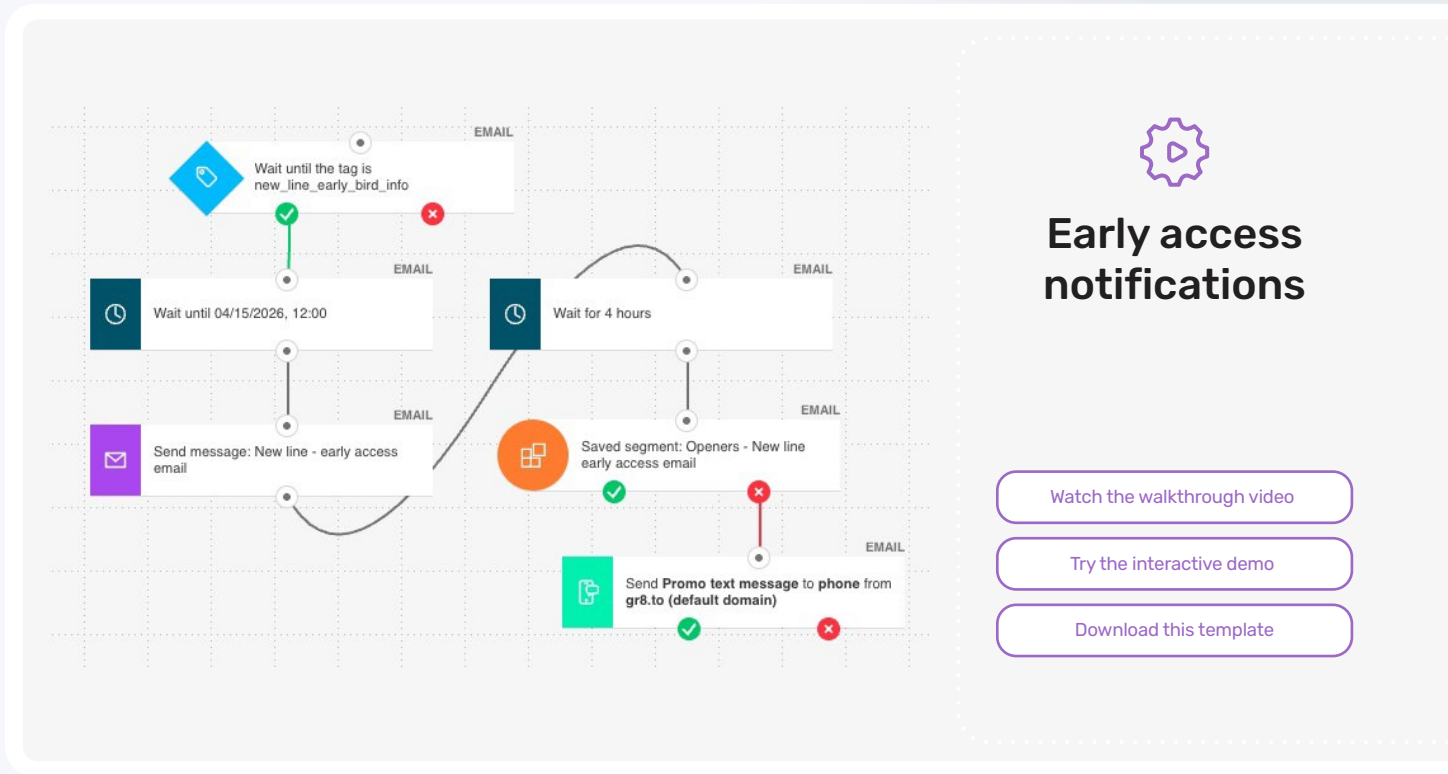 EMAIL
Wait until the tag is
new_line_early_bird_info
EMAIL
Wait until 04/15/2026, 12:00
EMAIL
Send message: New line - early access
email
EMAIL
Wait for 4 hours
EMAIL
Saved segment: Openers - New line
early access email
EMAIL
Send Promo text message to phone from
gr8.to (default domain)
Early access
notifications
Watch the walkthrough video
Try the interactive demo
Download this template